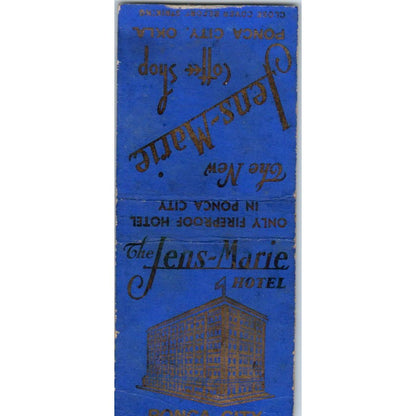 The Jens-Marie
HOTEL
ONLY FIREPROOF HOTEL
IN PONCA CITY
The New
Jens-Marie
Coffee Shop
PONCA CITY, OKLA.